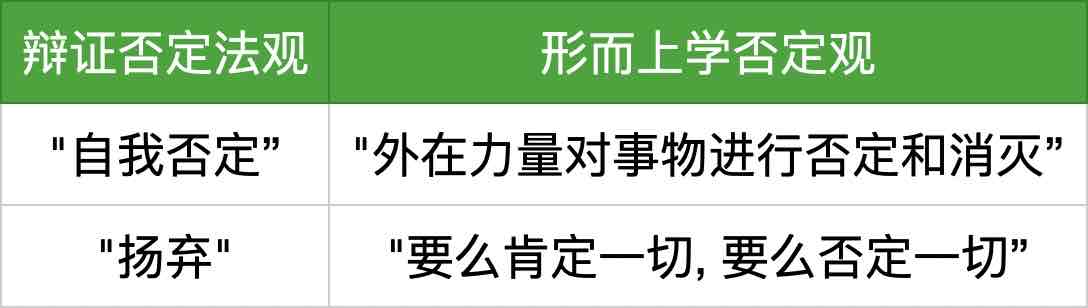 辩证否定法观 形而上学否定观
"自我否定” "外在力量对事物进行否定和消灭”
"扬弃" "要么肯定一切, 要么否定一切”